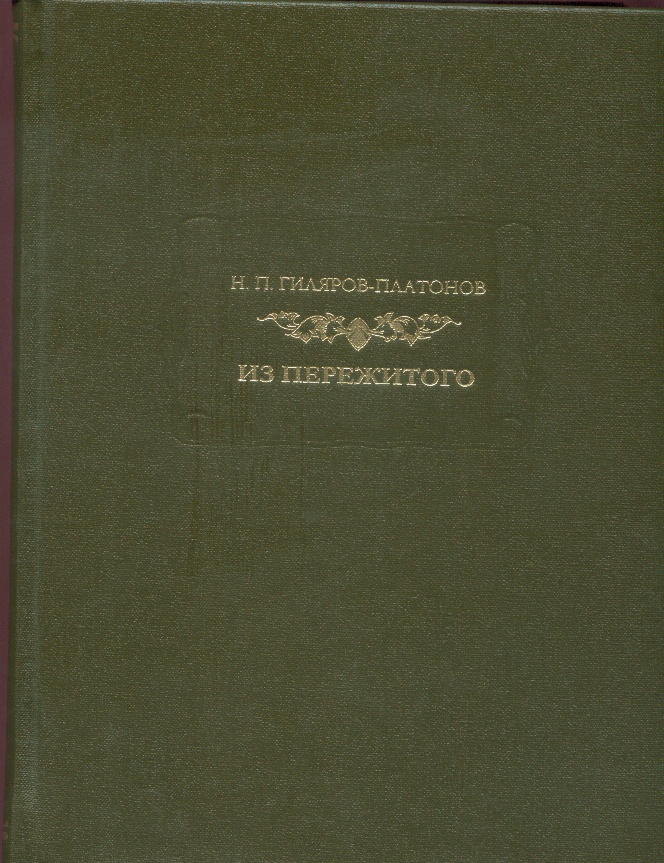 Н. П. ГИЛЯРОВ-ПЛАТОНОВ
ИЗ ПЕРЕЖИТОГО